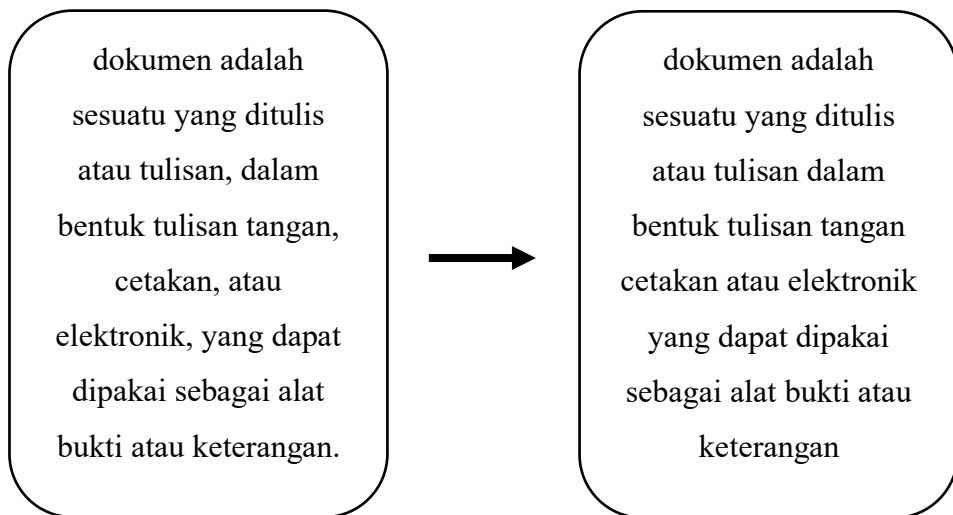 dokumen adalah
sesuatu yang ditulis
atau tulisan, dalam
bentuk tulisan tangan,
cetakan, atau
elektronik, yang dapat
dipakai sebagai alat
bukti atau keterangan.
dokumen adalah
sesuatu yang ditulis
atau tulisan dalam
bentuk tulisan tangan
cetakan atau elektronik
yang dapat dipakai
sebagai alat bukti atau
keterangan